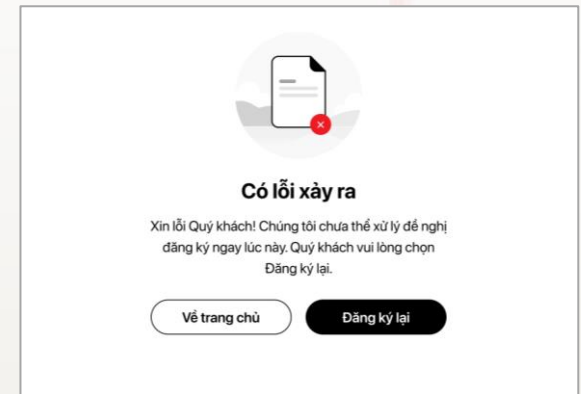 Có lỗi xảy ra
Xin lỗi Quý khách! Chúng tôi chưa thể xử lý đề nghị
đăng ký ngay lúc này. Quý khách vui lòng chọn
Đăng ký lại.
Về trang chủ
Đăng ký lại